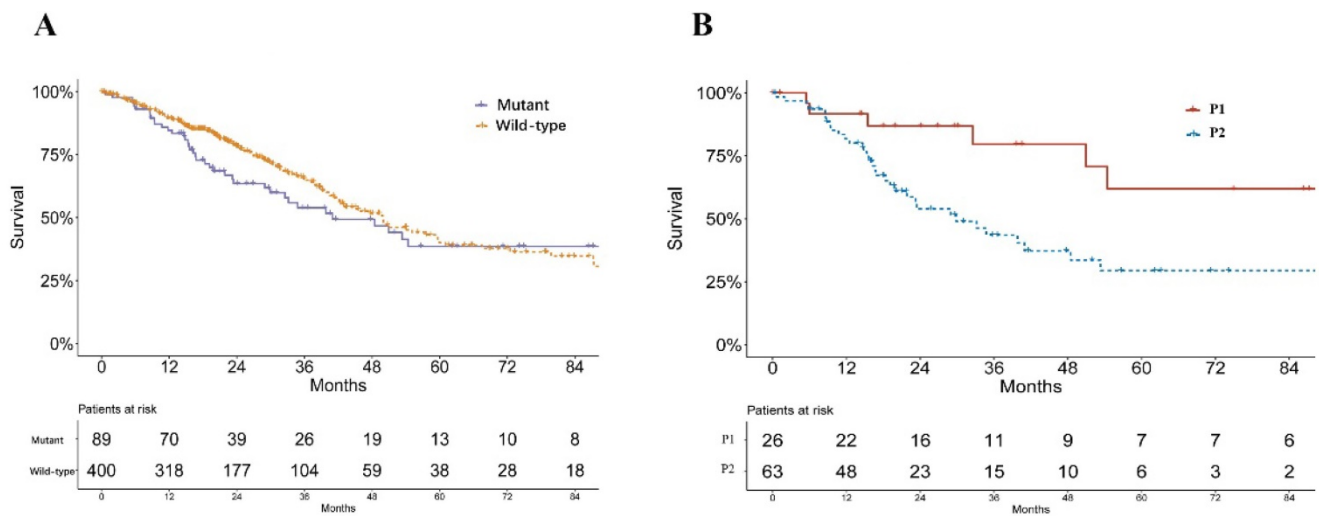 A
100%
75%
50%
25%
0%
Survival
Mutant
Wild-type
0 12 24 36 48 60 72 84
Months
Patients at risk
Mutant 89 70 39 26 19 13 10 8
Wild-type 400 318 177 104 59 38 28 18
0 12 24 36 48 60 72 84
Months
B
100%
75%
50%
25%
0%
Survival
P1
P2
0 12 24 36 48 60 72 84
Months
Patients at risk
P1 26 22 16 11 9 7 7 6
P2 63 48 23 15 10 6 3 2
0 12 24 36 48 60 72 84
Months